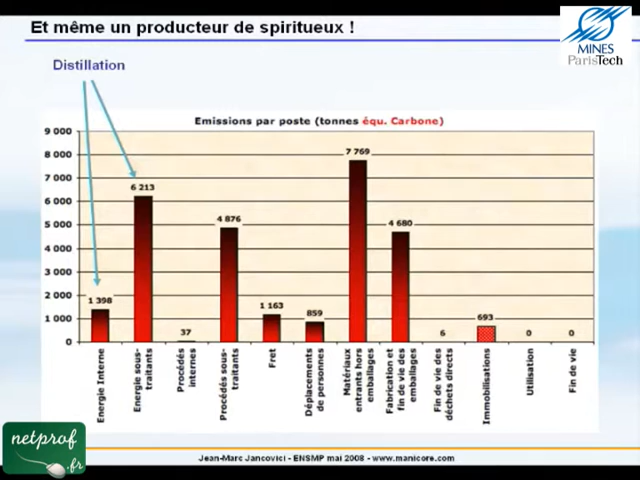 Et même un producteur de spiritueux !
MINES
ParisTech
Distillation
Emissions par poste (tonnes équ. Carbone)
9 000
8 000
7 000
6 000
5 000
4 000
3 000
2 000
1 000
0
1 398
6 213
37
4 876
1 163
859
7 769
4 680
6
693
0
0
Energie Interne
Energie sous-
traitants
Procédés
internes
Procédés sous-
traitants
Fret
Déplacements
de personnes
Matériaux
entrants hors
emballages
Fabrication et
fin de vie des
emballages
Fin de vie des
déchets directs
Immobilisations
Utilisation
Fin de vie
netprof
.fr
Jean-Marc Jancovici - ENSMP mai 2008 - www.manicore.com